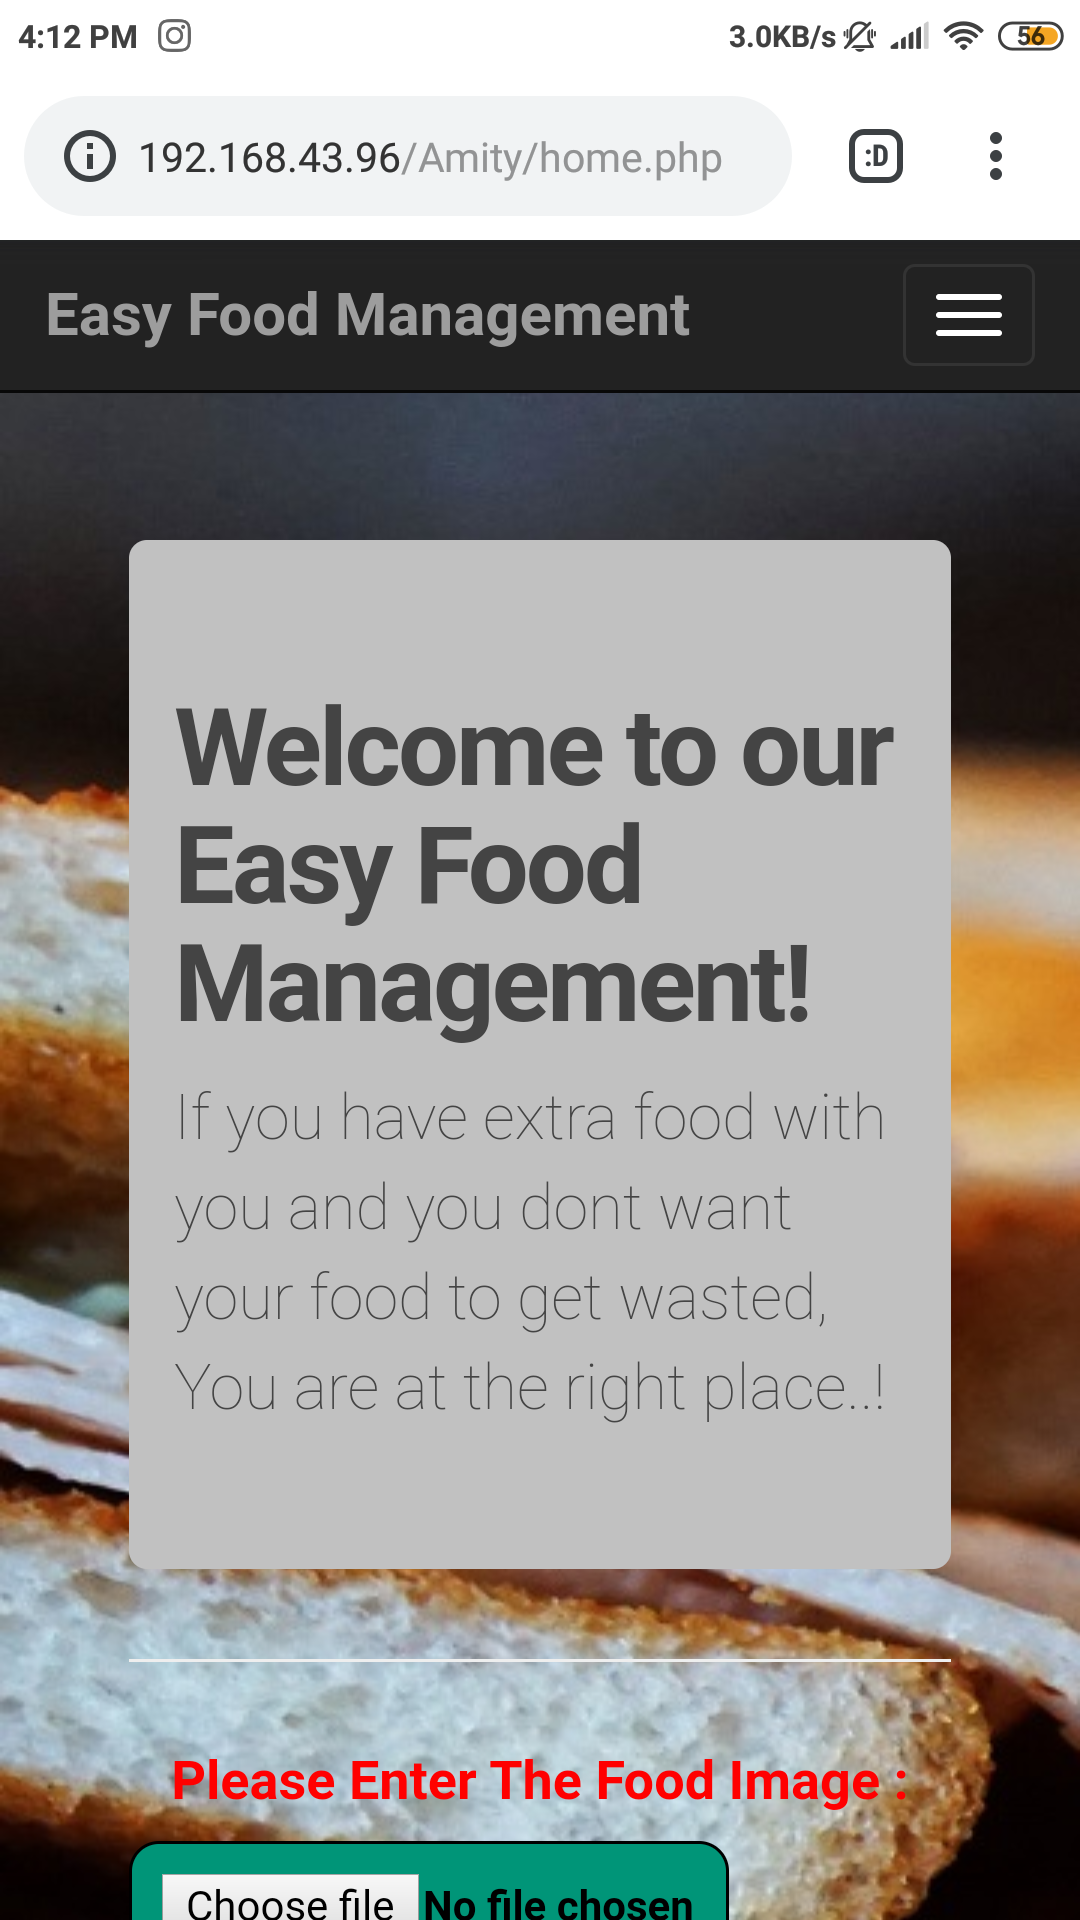 4:12 PM 3.0KB/s 56
192.168.43.96/Amity/home.php :D
Easy Food Management
Welcome to our
Easy Food
Management!
If you have extra food with
you and you dont want
your food to get wasted,
You are at the right place..!
Please Enter The Food Image :
Choose file No file chosen